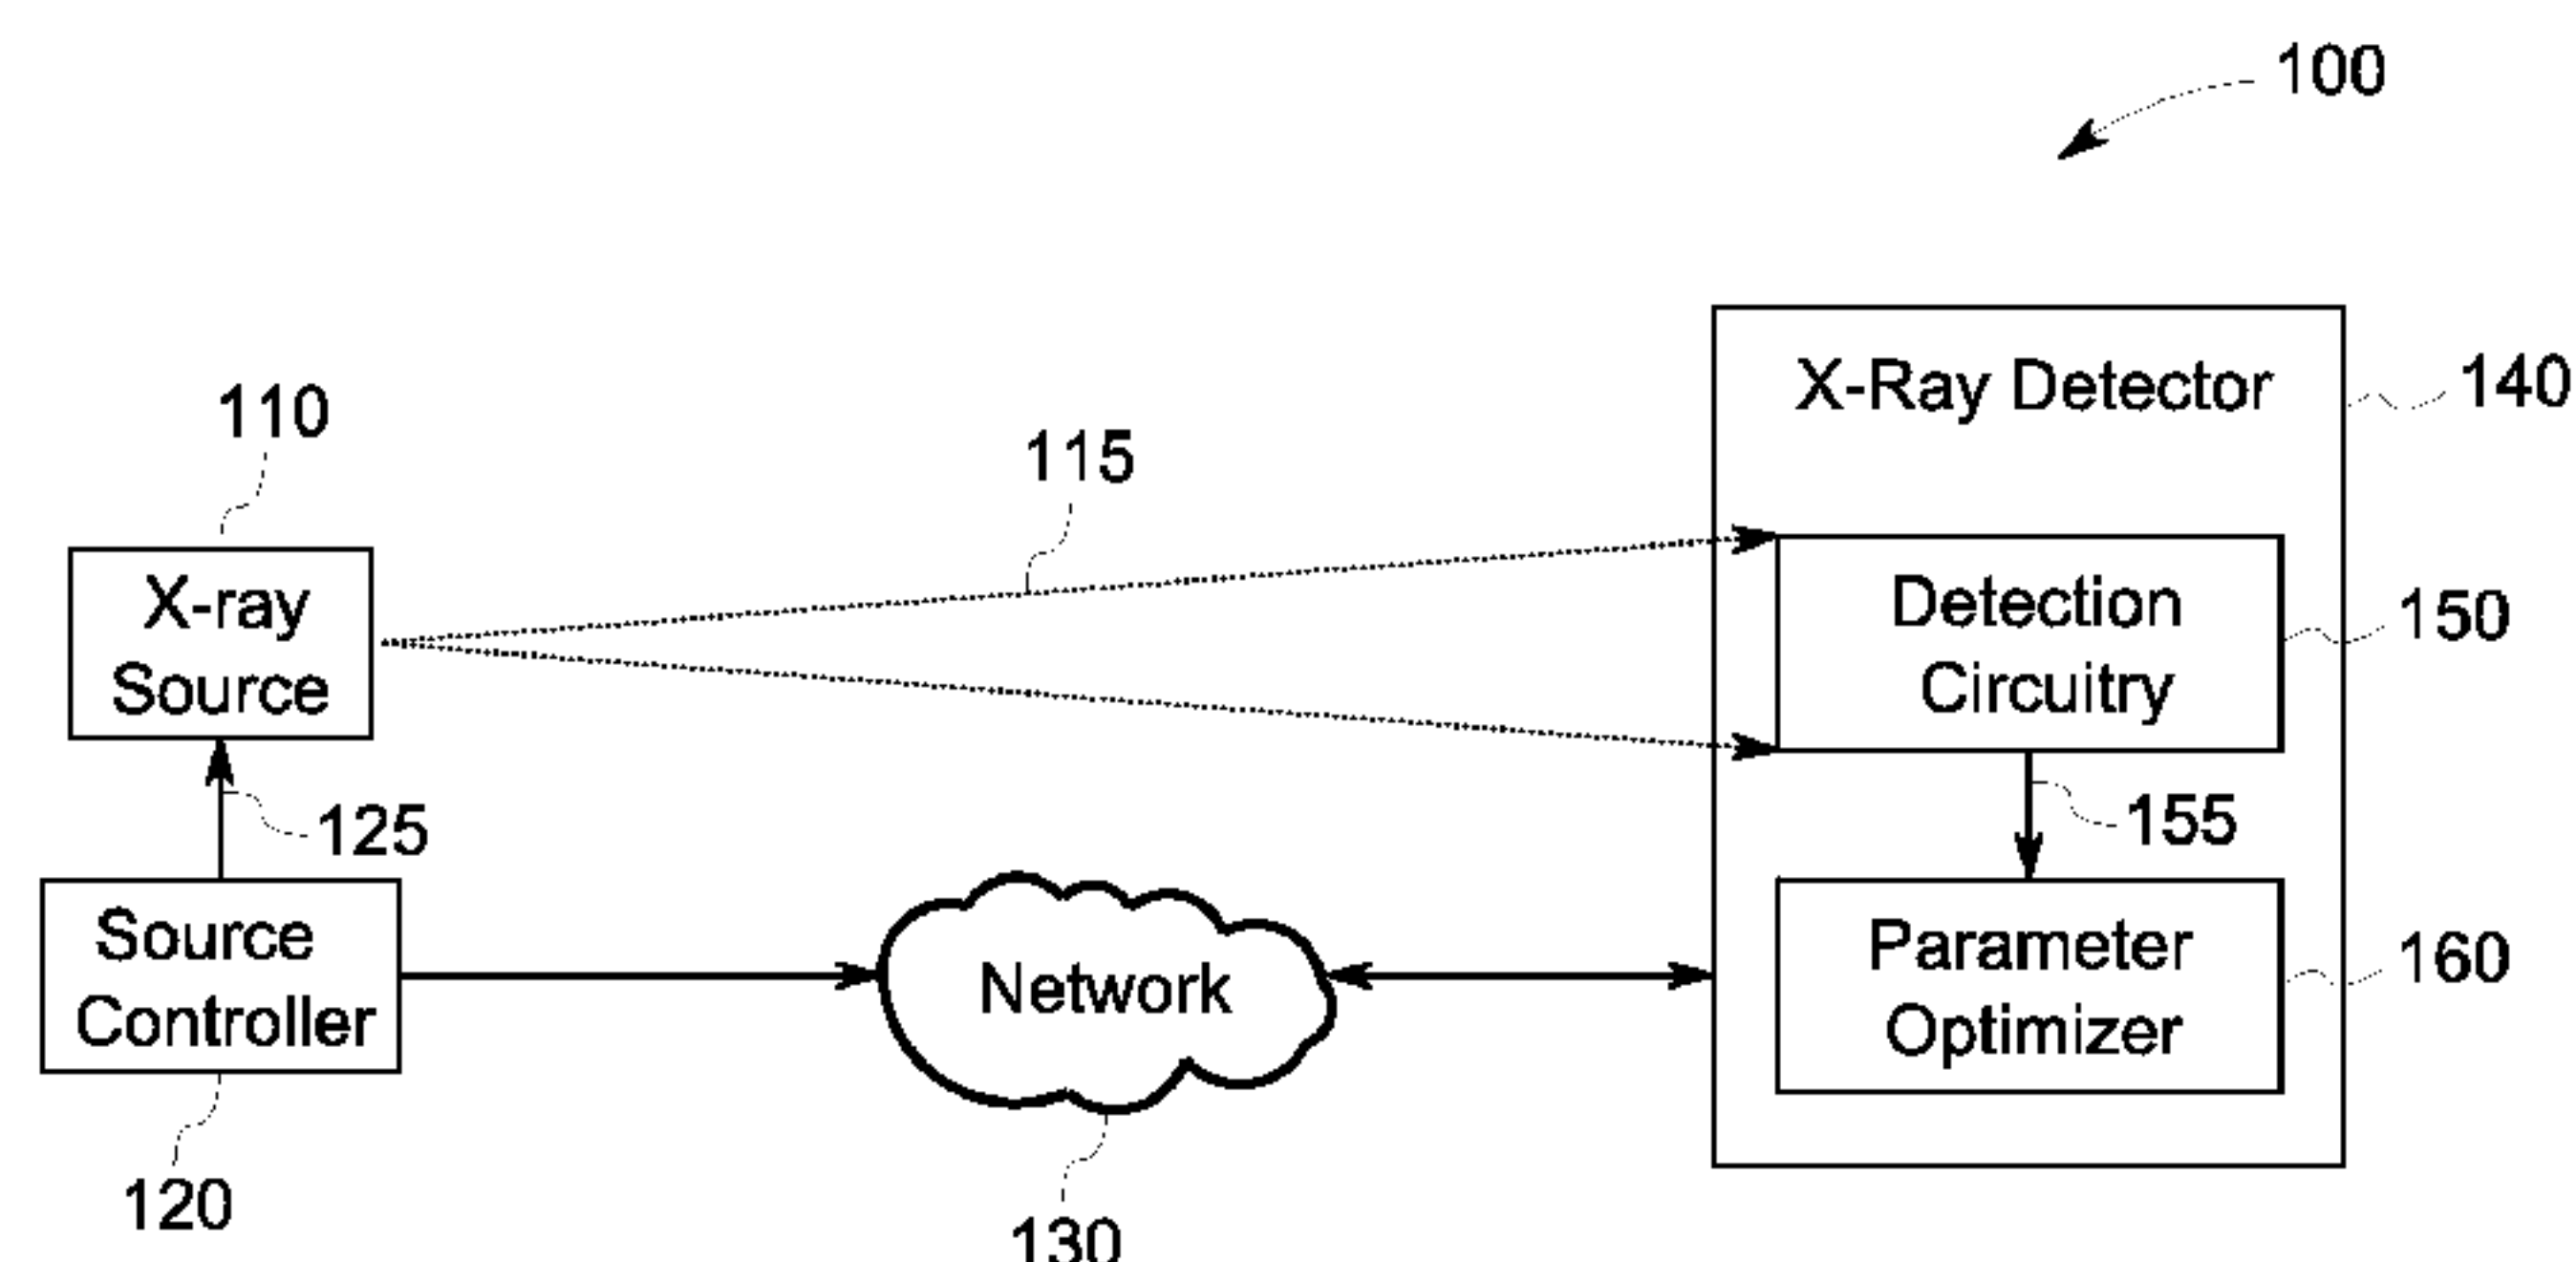 100
X-Ray Detector
140
110
115
X-ray
Source
Detection
Circuitry
150
125
155
Source
Controller
Network
Parameter
Optimizer
160
120
130